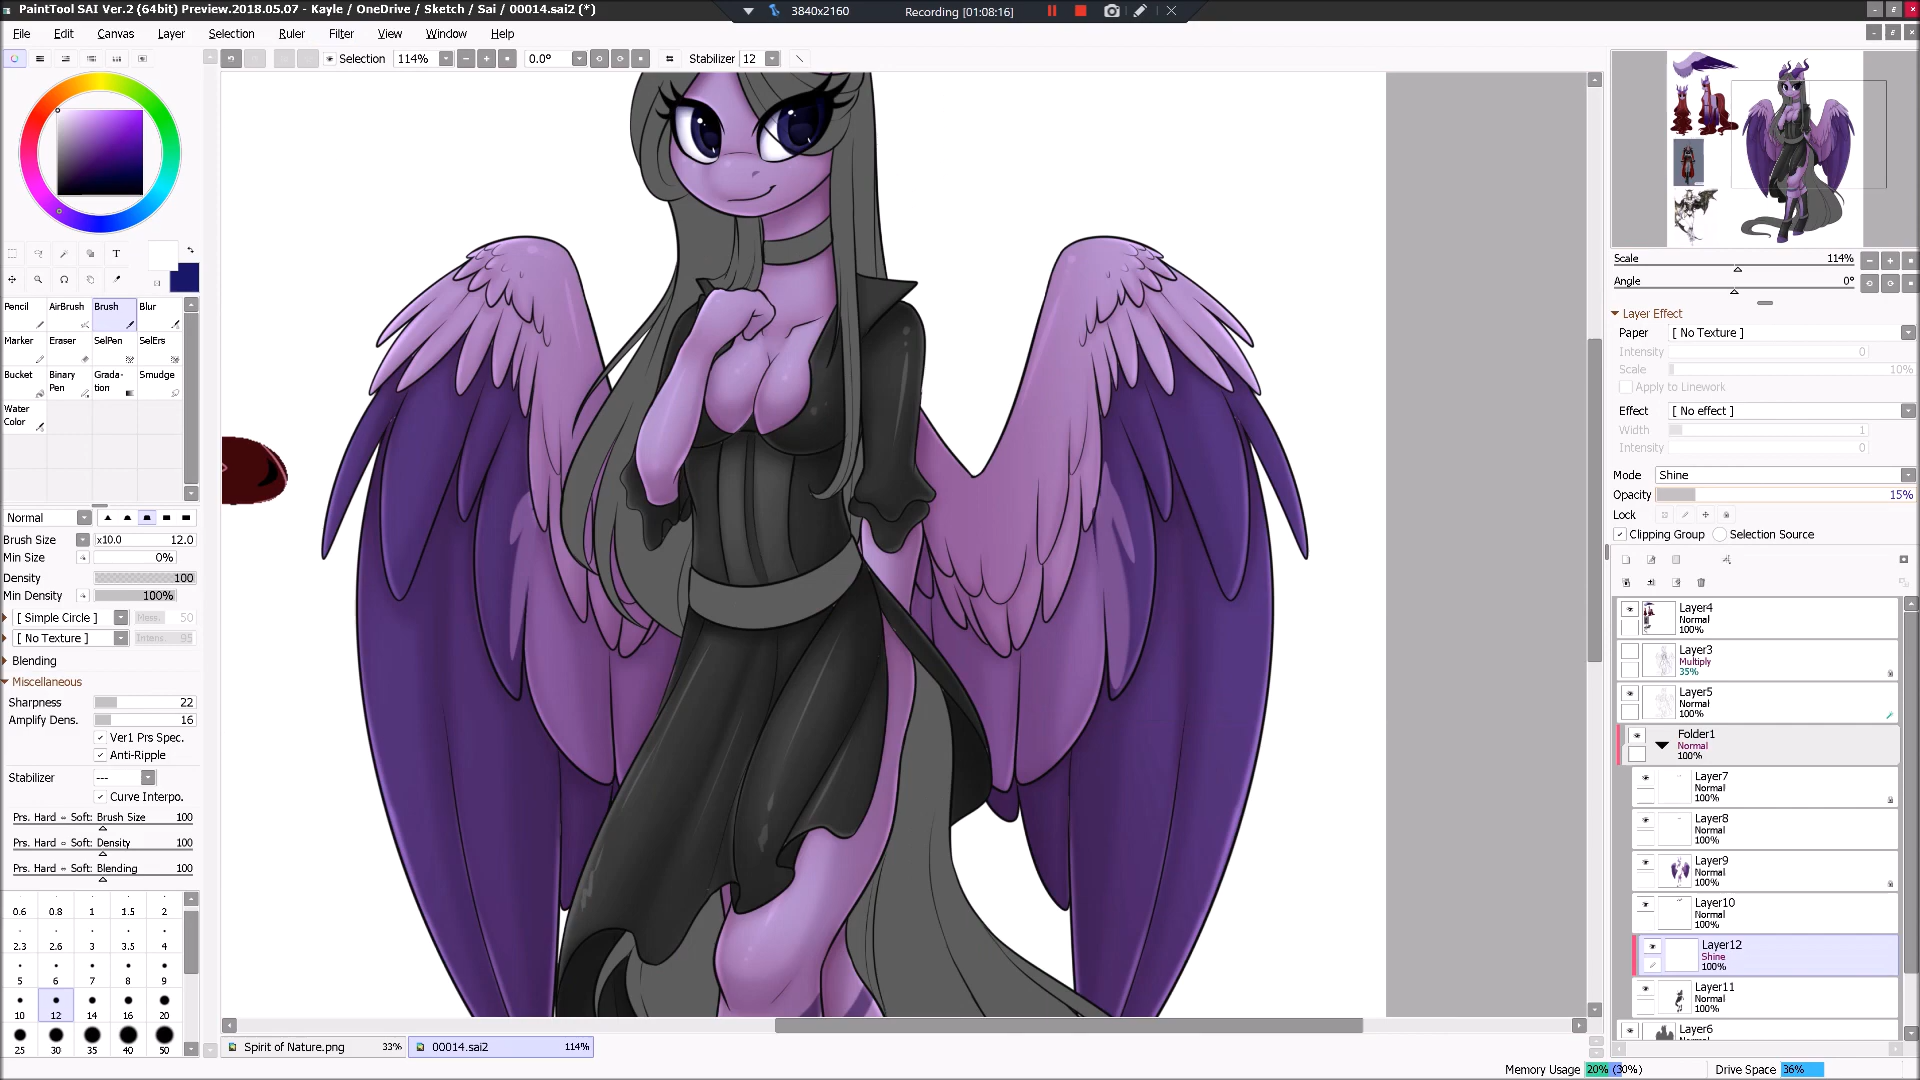 PaintTool SAI Ver.2 (64bit) Preview.2018.05.07 - Kayle / OneDrive / Sketch / Sai / 00014.sai2 (*)
3840x2160
Recording [01:08:16]
File Edit Canvas Layer Selection Ruler Filter View Window Help
Selection 114% 0.0° Stabilizer 12
T
Pencil AirBrush Brush Blur
Marker Eraser SelPen SelErs
Bucket Binary Pen Grada-tion Smudge
Water Color
Normal
Brush Size x10.0 12.0
Min Size 0%
Density 100
Min Density 100%
[ Simple Circle ] 50
[ No Texture ] Intens. 95
Blending
Miscellaneous
Sharpness 22
Amplify Dens. 16
Ver1 Prs Spec.
Anti-Ripple
Stabilizer ---
Curve Interpo.
Prs. Hard ⇔ Soft: Brush Size 100
Prs. Hard ⇔ Soft: Density 100
Prs. Hard ⇔ Soft: Blending 100
0.6 0.8 1 1.5 2
2.3 2.6 3 3.5 4
5 6 7 8 9
10 12 14 16 20
25 30 35 40 50
Spirit of Nature.png 33%
00014.sai2 114%
Scale 114%
Angle 0°
Layer Effect
Paper [ No Texture ]
Intensity 0
Scale 10%
Apply to Linework
Effect [ No effect ]
Width 1
Intensity 0
Mode Shine
Opacity 15%
Lock
Clipping Group Selection Source
Layer4
Normal
100%
Layer3
Multiply
35%
Layer5
Normal
100%
Folder1
Normal
100%
Layer7
Normal
100%
Layer8
Normal
100%
Layer9
Normal
100%
Layer10
Normal
100%
Layer12
Shine
100%
Layer11
Normal
100%
Layer6
Memory Usage 20% (30%) Drive Space 36%